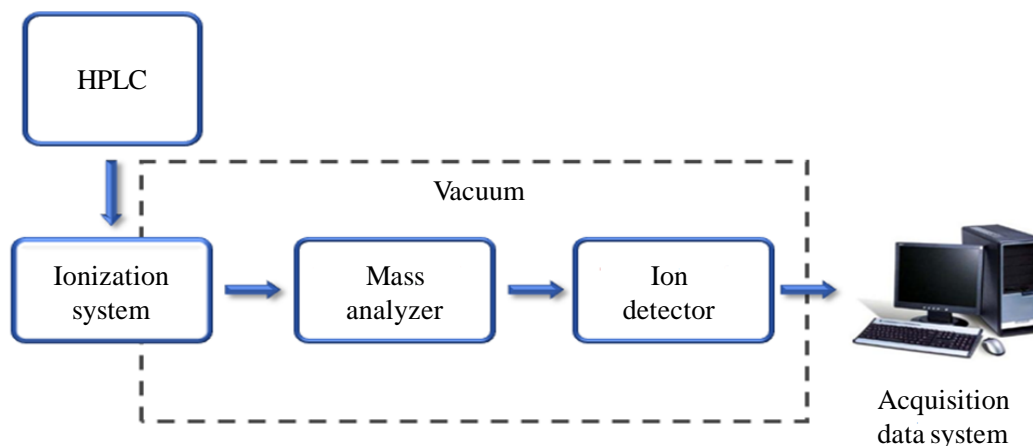 HPLC
Vacuum
Ionization
system
Mass
analyzer
Ion
detector
Acquisition
data system